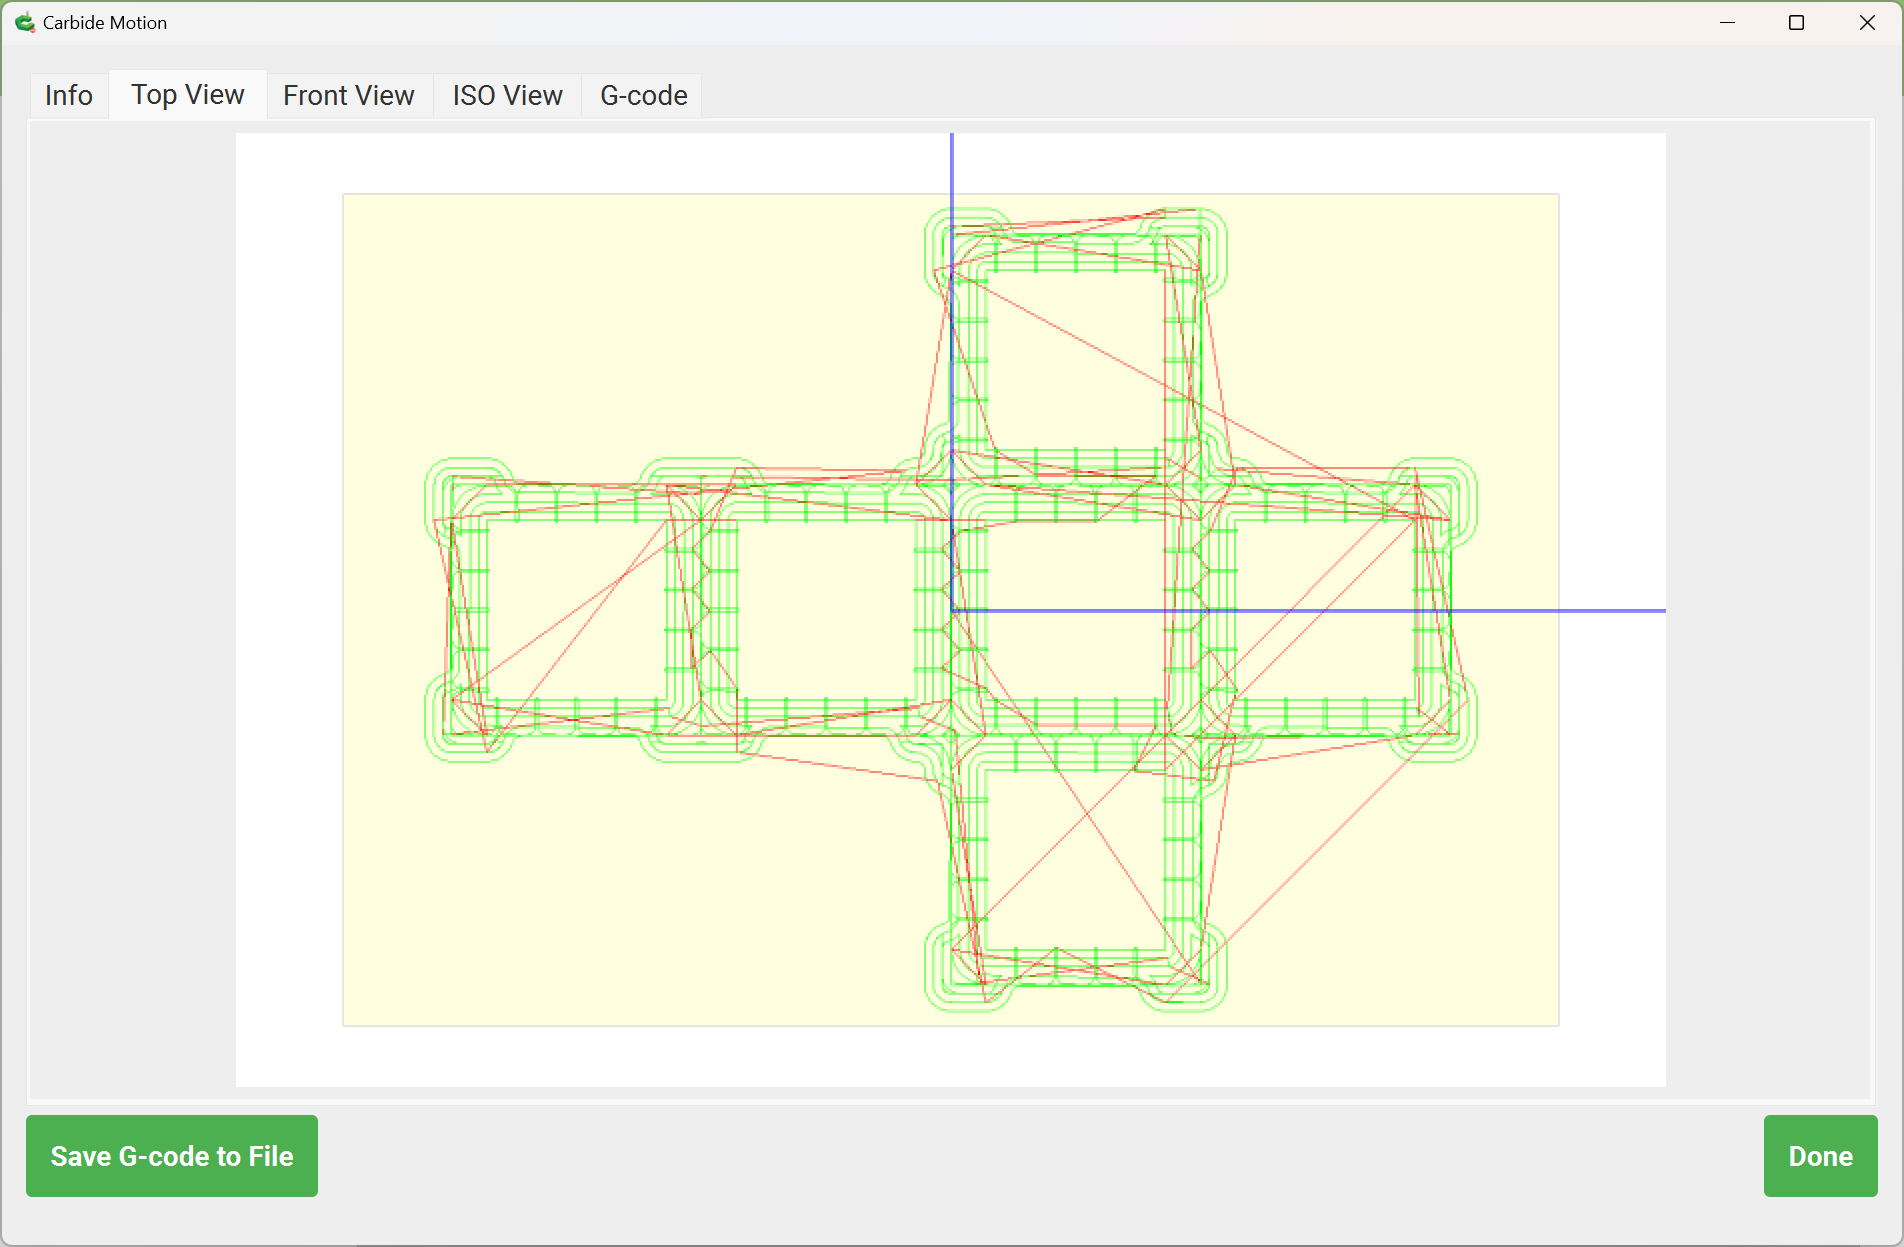 Carbide Motion
Info
Top View
Front View
ISO View
G-code
Save G-code to File
Done